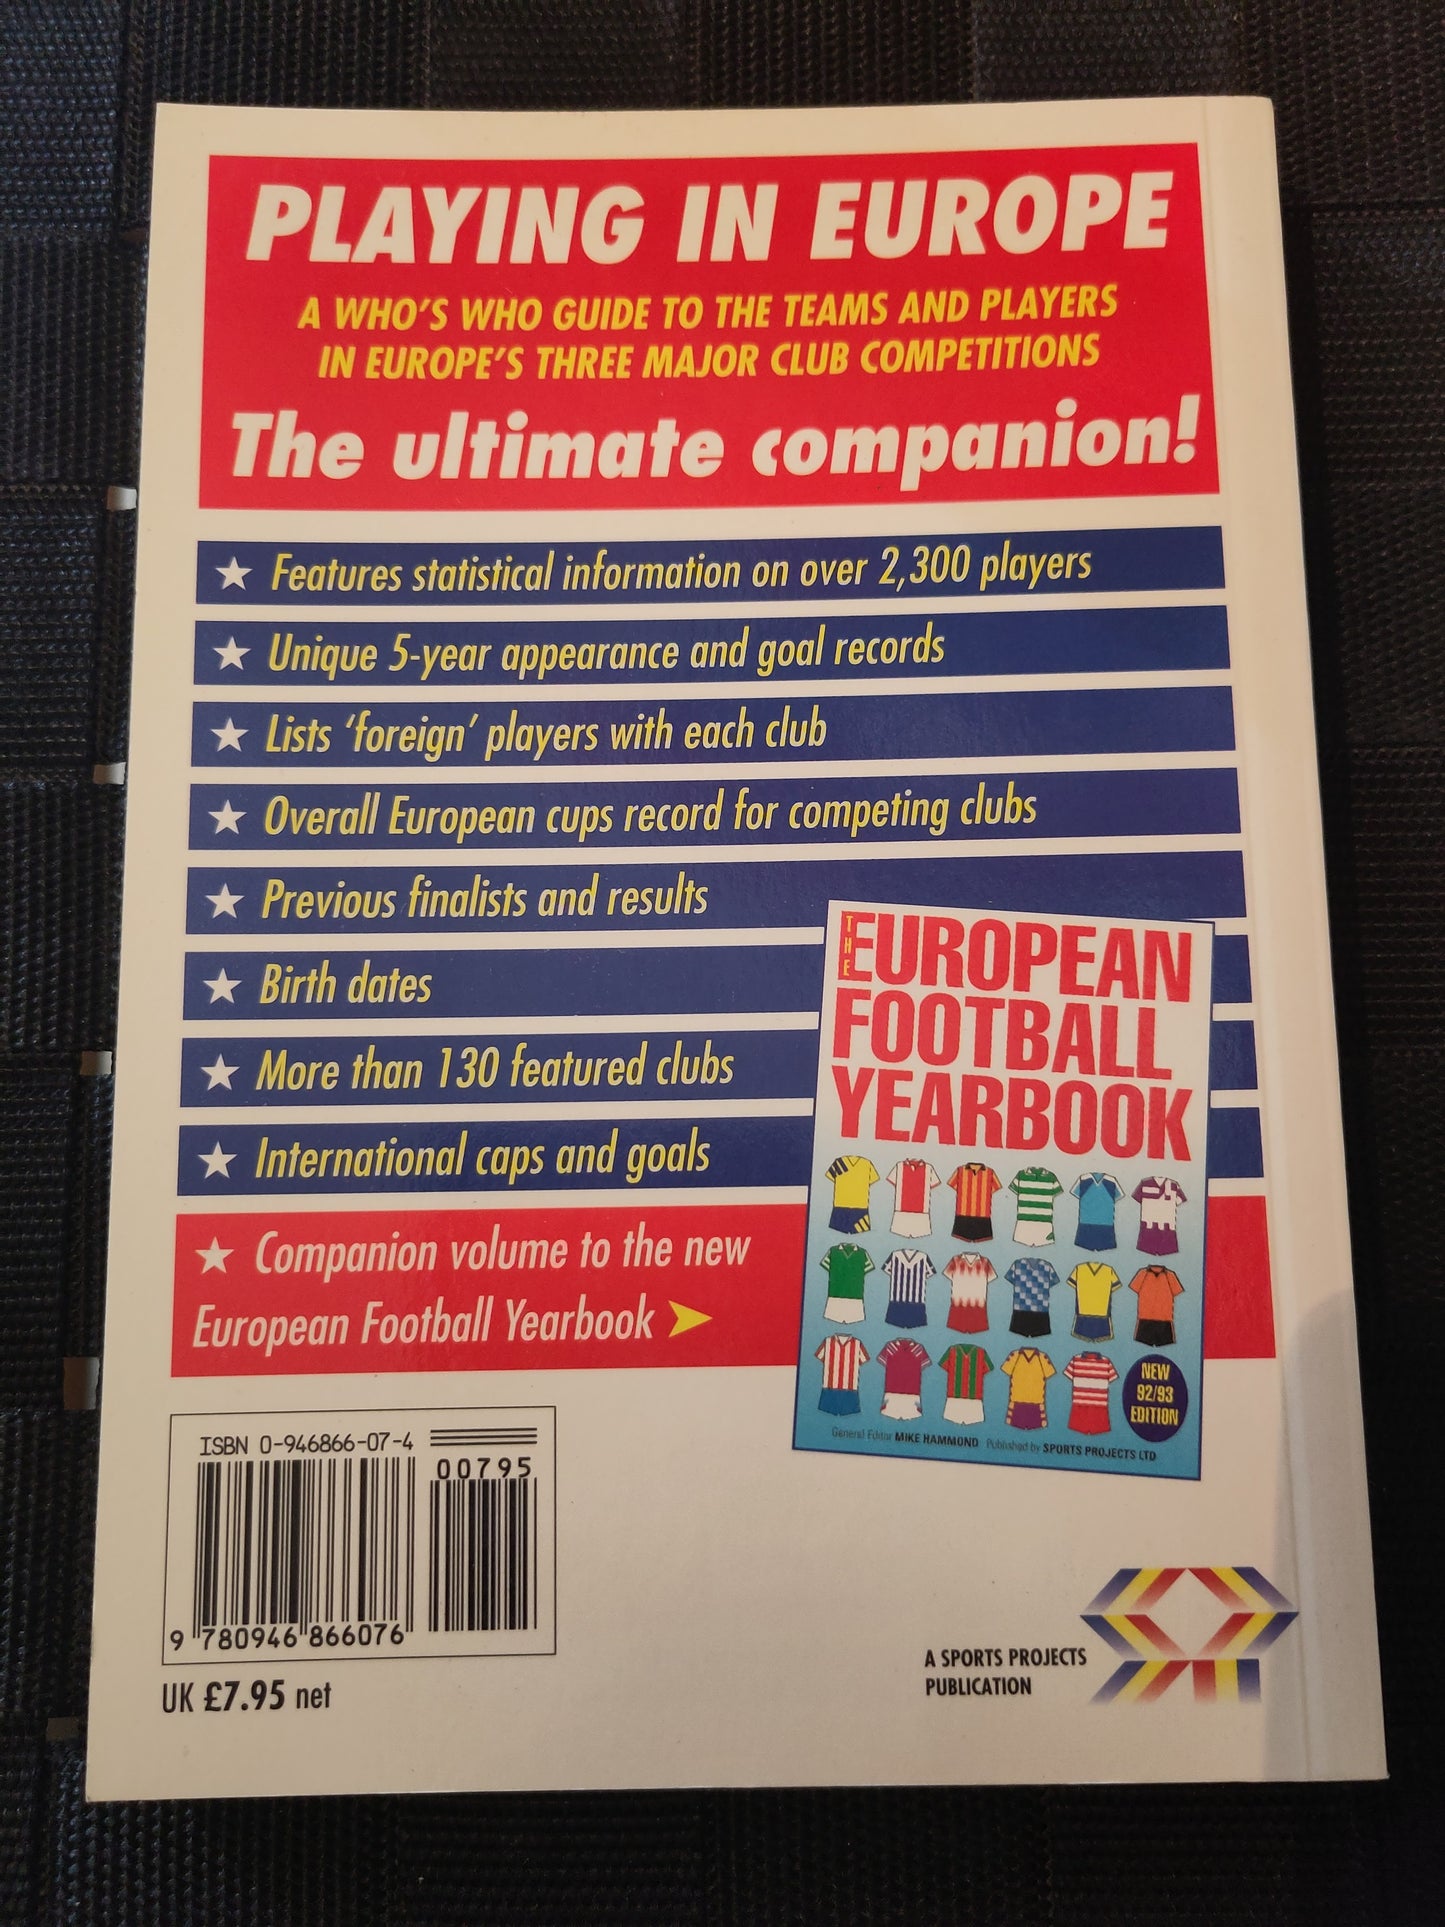 PLAYING IN EUROPE
A WHO'S WHO GUIDE TO THE TEAMS AND PLAYERS
IN EUROPE'S THREE MAJOR CLUB COMPETITIONS
The ultimate companion!
★ Features statistical information on over 2,300 players
★ Unique 5-year appearance and goal records
★ Lists ‘foreign’ players with each club
★ Overall European cups record for competing clubs
★ Previous finalists and results
★ Birth dates
★ More than 130 featured clubs
★ International caps and goals
★ Companion volume to the new
European Football Yearbook
THE
EUROPEAN
FOOTBALL
YEARBOOK
NEW
92/93
EDITION
General Editor MIKE HAMMOND Published by SPORTS PROJECTS LTD
ISBN 0-946866-07-4
00795
9 780946 866076
UK £7.95 net
A SPORTS PROJECTS
PUBLICATION